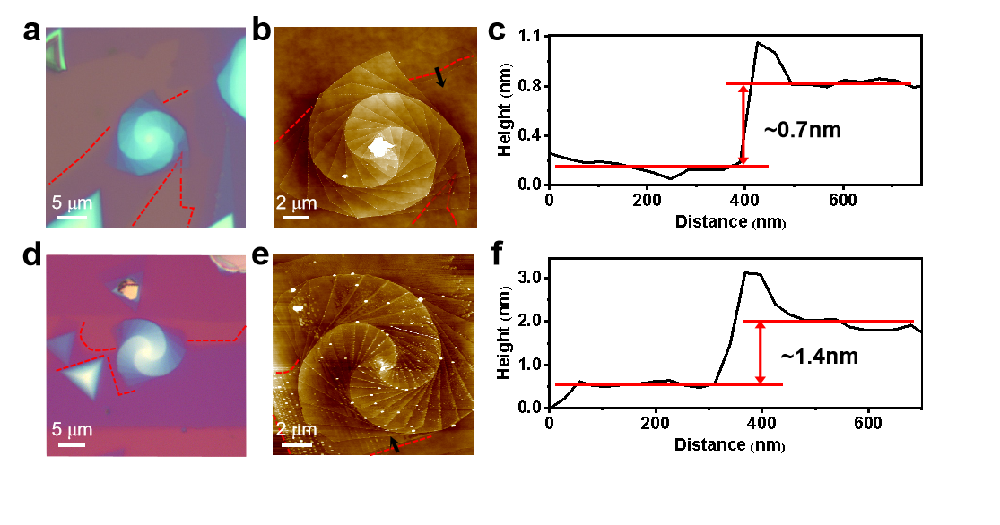 a
5 μm
b
2 μm
c
1.1
0.8
0.4
0.0
Height (nm)
~0.7nm
0
200
400
600
Distance (nm)
d
5 μm
e
2 μm
f
3.0
2.0
1.0
0.0
Height (nm)
~1.4nm
0
200
400
600
Distance (nm)